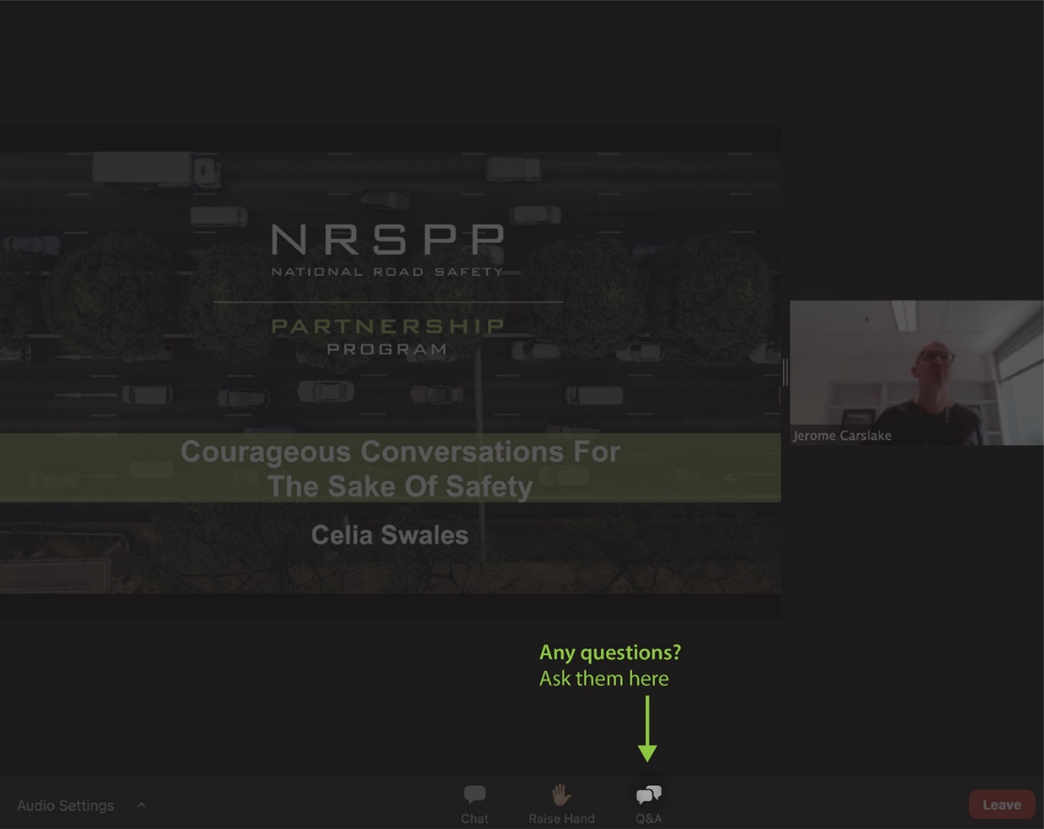 NRSPP
NATIONAL ROAD SAFETY
PARTNERSHIP
PROGRAM
Courageous Conversations For
The Sake Of Safety
Celia Swales
Jerome Carslake
Any questions?
Ask them here
Audio Settings
Chat
Raise Hand
Q&A
Leave